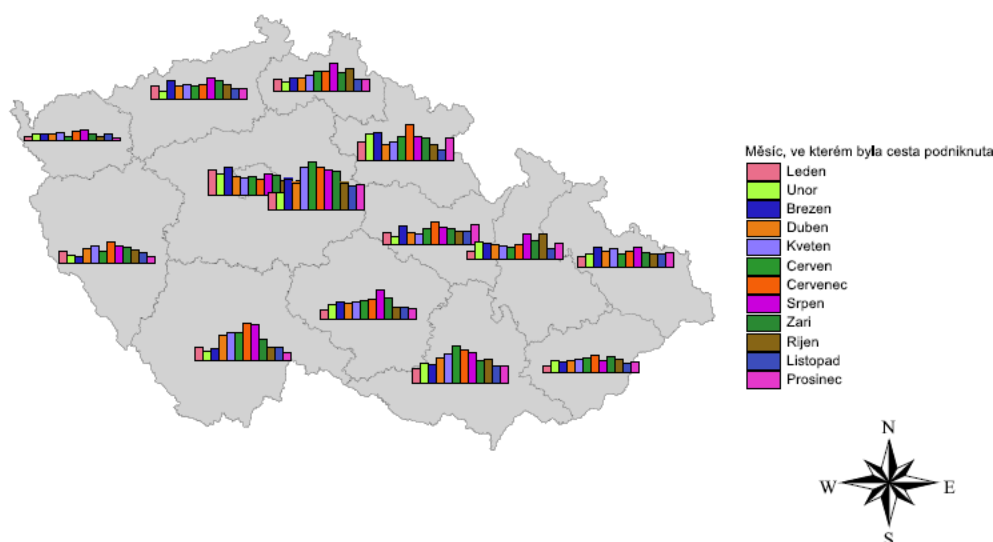 Měsíc, ve kterém byla cesta podniknuta
Leden
Unor
Brezen
Duben
Kveten
Cerven
Cervenec
Srpen
Zari
Rijen
Listopad
Prosinec
N
W E
S